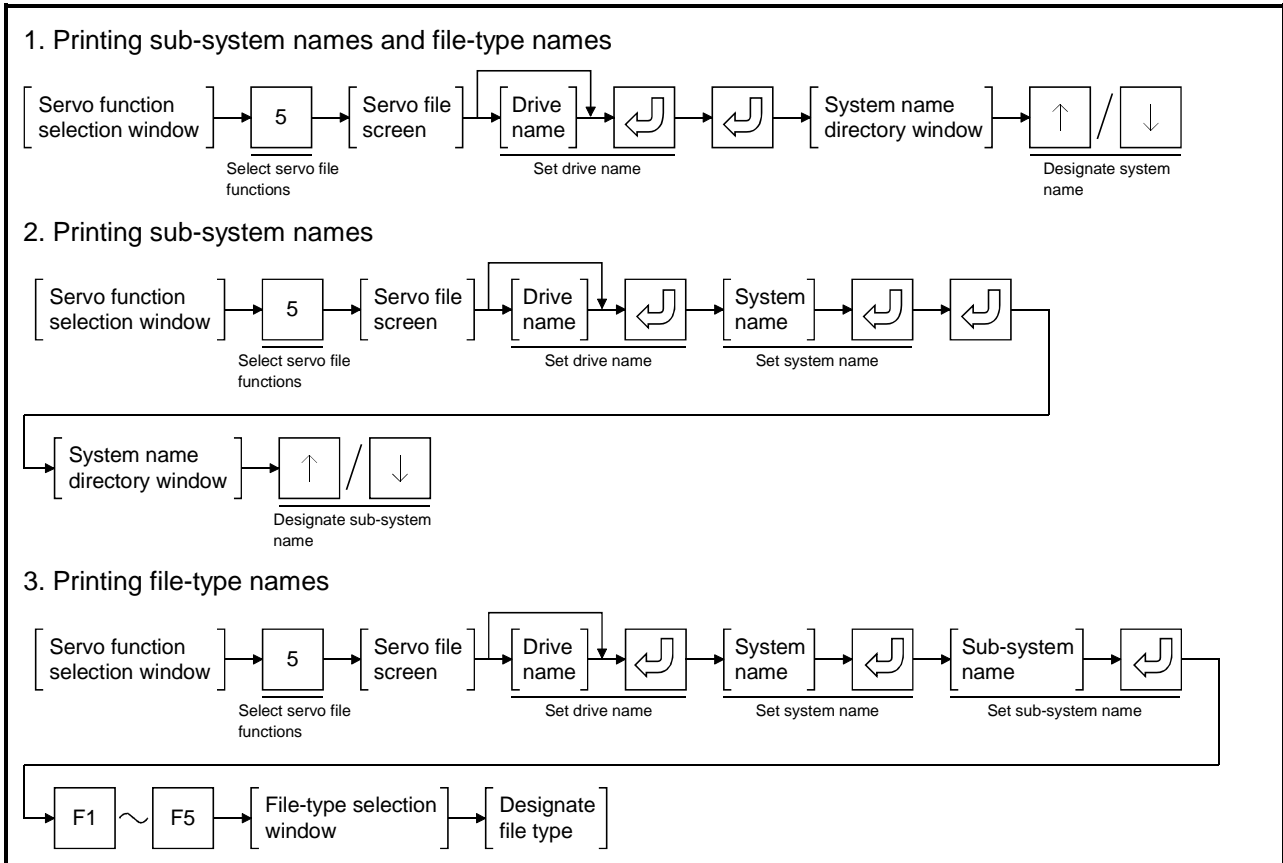 1. Printing sub-system names and file-type names
Servo function
selection window
5
Servo file
screen
Drive
name
System name
directory window
↑ / ↓
Select servo file
functions
Set drive name
Designate system
name
2. Printing sub-system names
Servo function
selection window
5
Servo file
screen
Drive
name
System
name
Select servo file
functions
Set drive name
Set system name
System name
directory window
↑ / ↓
Designate sub-system
name
3. Printing file-type names
Servo function
selection window
5
Servo file
screen
Drive
name
System
name
Sub-system
name
Select servo file
functions
Set drive name
Set system name
Set sub-system name
F1 ~ F5
File-type selection
window
Designate
file type